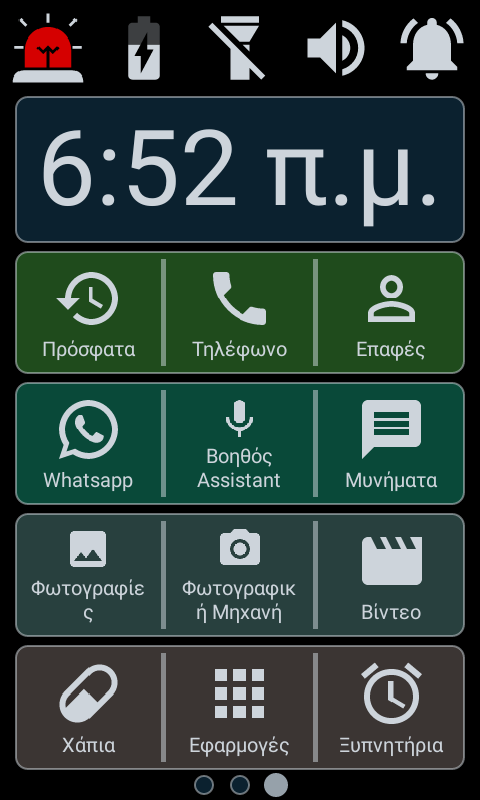 6:52 π.μ.
Πρόσφατα
Τηλέφωνο
Επαφές
Whatsapp
Βοηθός
Assistant
Μυνήματα
Φωτογραφίε
ς
Φωτογραφικ
ή Μηχανή
Βίντεο
Χάπια
Εφαρμογές
Ξυπνητήρια